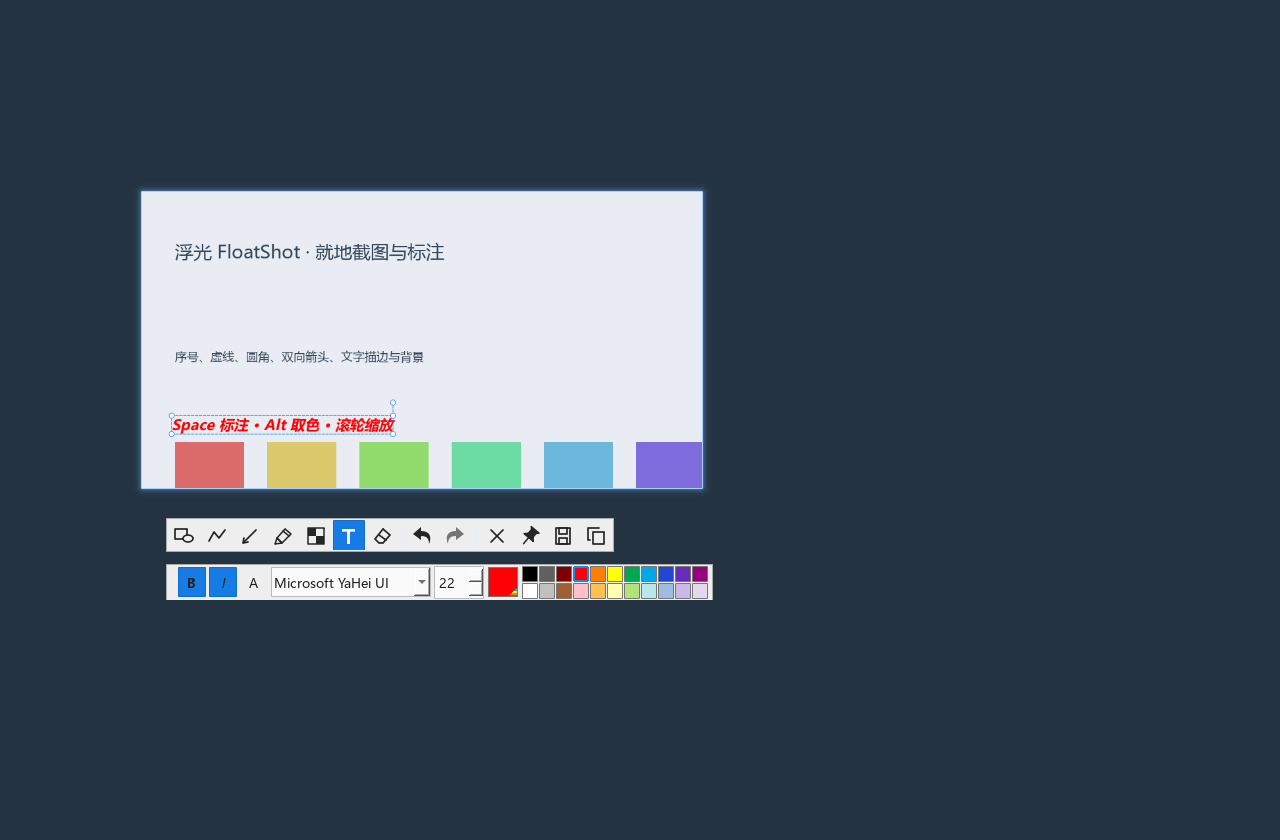 浮光 FloatShot · 就地截图与标注
序号、虚线、圆角、双向箭头、文字描边与背景
Space 标注 • Alt 取色 • 滚轮缩放
T
B I A Microsoft YaHei UI 22